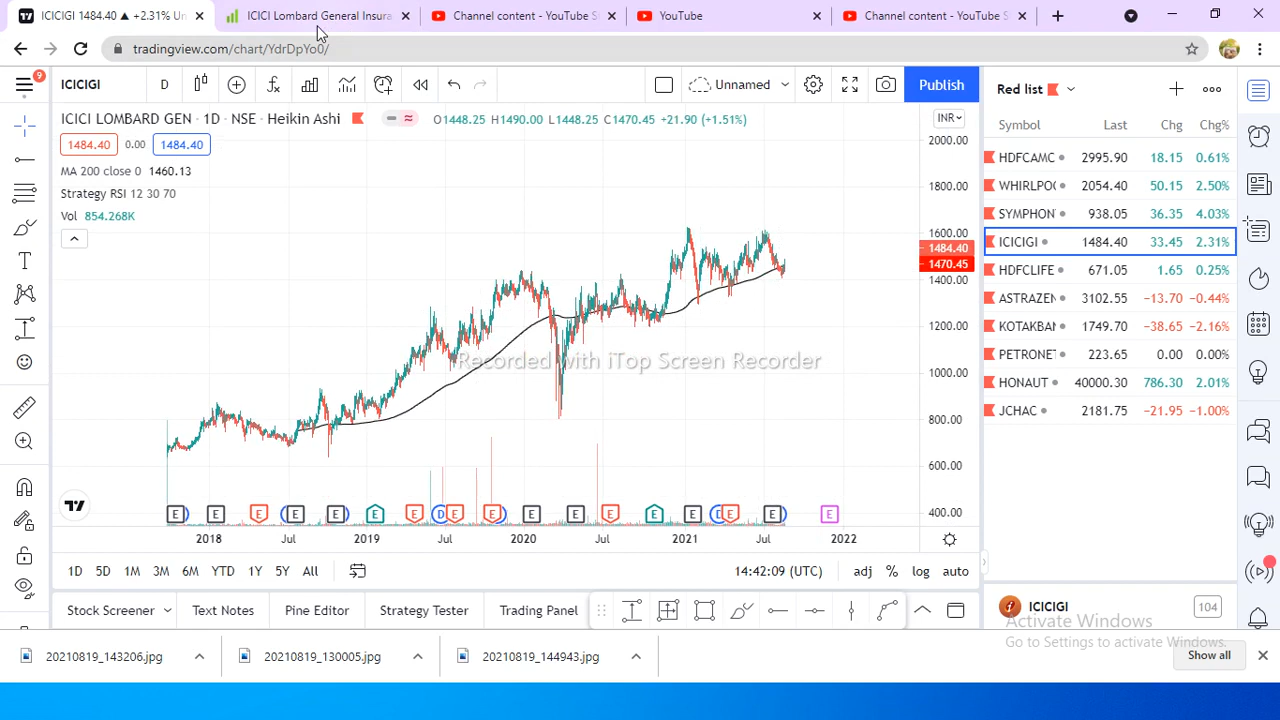 ICICIGI 1484.40 ▲ +2.31% Un
ICICI Lombard General Insura
Channel content - YouTube S
YouTube
Channel content - YouTube S
tradingview.com/chart/YdrDpYo0/
9
ICICIGI
D
Unnamed
Publish
Red list
ICICI LOMBARD GEN · 1D · NSE · Heikin Ashi
O1448.25 H1490.00 L1448.25 C1470.45 +21.90 (+1.51%)
INR
1484.40 0.00 1484.40
MA 200 close 0 1460.13
Strategy RSI 12 30 70
Vol 854.268K
Symbol Last Chg Chg%
HDFCAMC 2995.90 18.15 0.61%
WHIRLPO 2054.40 50.15 2.50%
SYMPHON 938.05 36.35 4.03%
ICICIGI 1484.40 33.45 2.31%
HDFCLIFE 671.05 1.65 0.25%
ASTRAZEN 3102.55 −13.70 −0.44%
KOTAKBAN 1749.70 −38.65 −2.16%
PETRONET 223.65 0.00 0.00%
HONAUT 40000.30 786.30 2.01%
JCHAC 2181.75 −21.95 −1.00%
2000.00
1800.00
1600.00
1484.40
1470.45
1400.00
1200.00
1000.00
800.00
600.00
400.00
Recorded with iTop Screen Recorder
E E E E E E D E E E E E E E D E E E
2018 Jul 2019 Jul 2020 Jul 2021 Jul 2022
1D 5D 1M 3M 6M YTD 1Y 5Y All
14:42:09 (UTC) adj % log auto
Stock Screener Text Notes Pine Editor Strategy Tester Trading Panel
ICICIGI
104
Activate Windows
Go to Settings to activate Windows.
20210819_143206.jpg
20210819_130005.jpg
20210819_144943.jpg
Show all